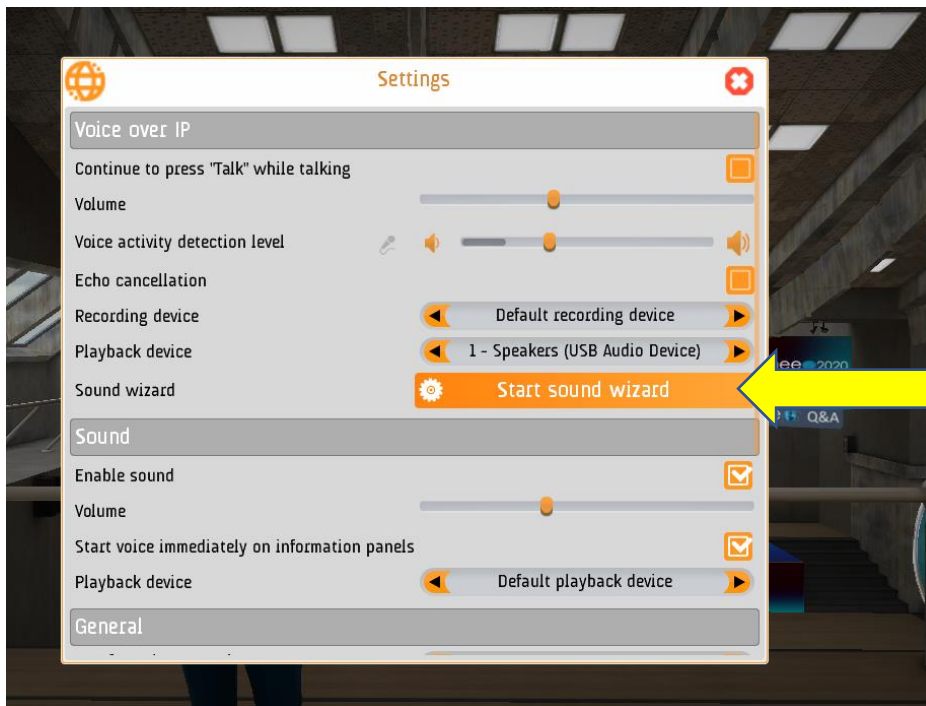 Settings
Voice over IP
Continue to press "Talk" while talking
Volume
Voice activity detection level
Echo cancellation
Recording device
Default recording device
Playback device
1 - Speakers (USB Audio Device)
Sound wizard
Start sound wizard
Sound
Enable sound
Volume
Start voice immediately on information panels
Playback device
Default playback device
General
2020
Q&A